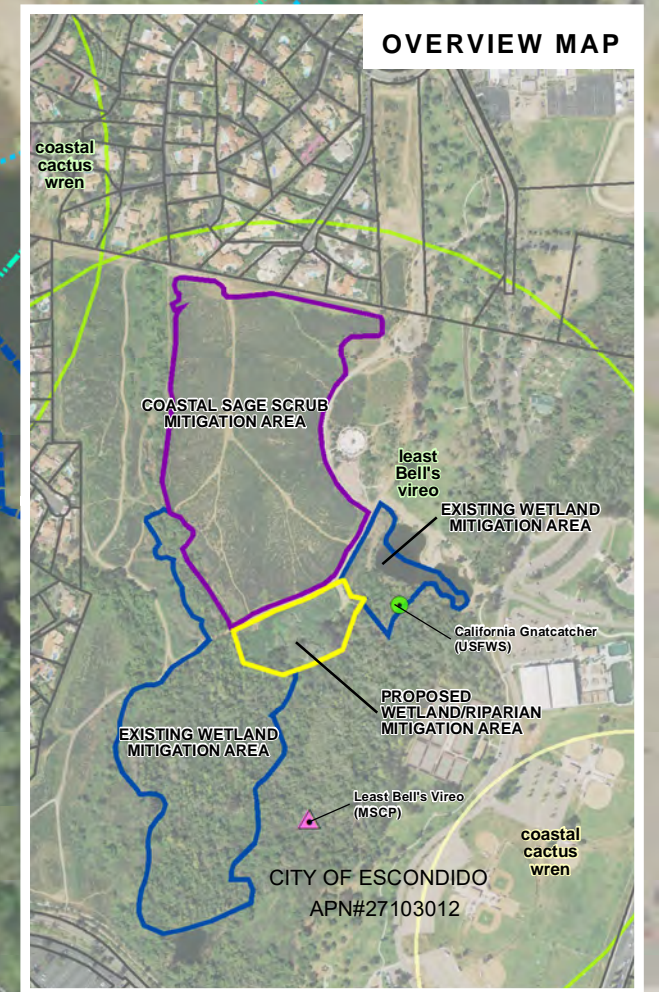 OVERVIEW MAP
coastal
cactus
wren
COASTAL SAGE SCRUB
MITIGATION AREA
least
Bell's
vireo
EXISTING WETLAND
MITIGATION AREA
California Gnatcatcher
(USFWS)
PROPOSED
WETLAND/RIPARIAN
MITIGATION AREA
EXISTING WETLAND
MITIGATION AREA
Least Bell's Vireo
(MSCP)
coastal
cactus
wren
CITY OF ESCONDIDO
APN#27103012